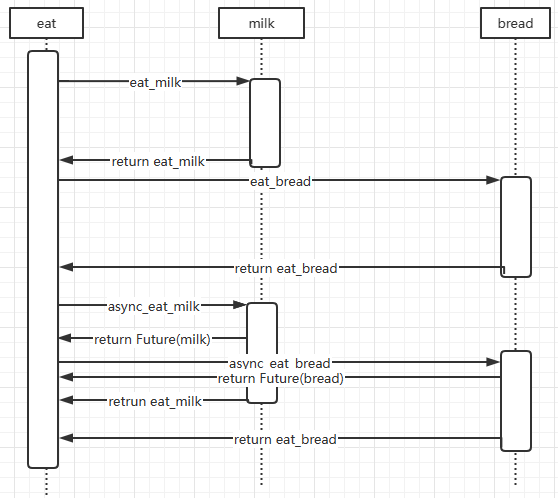 eat
milk
bread
eat_milk
return eat_milk
eat_bread
return eat_bread
async_eat_milk
return Future(milk)
async_eat_bread
return Future(bread)
retrun eat_milk
return eat_bread